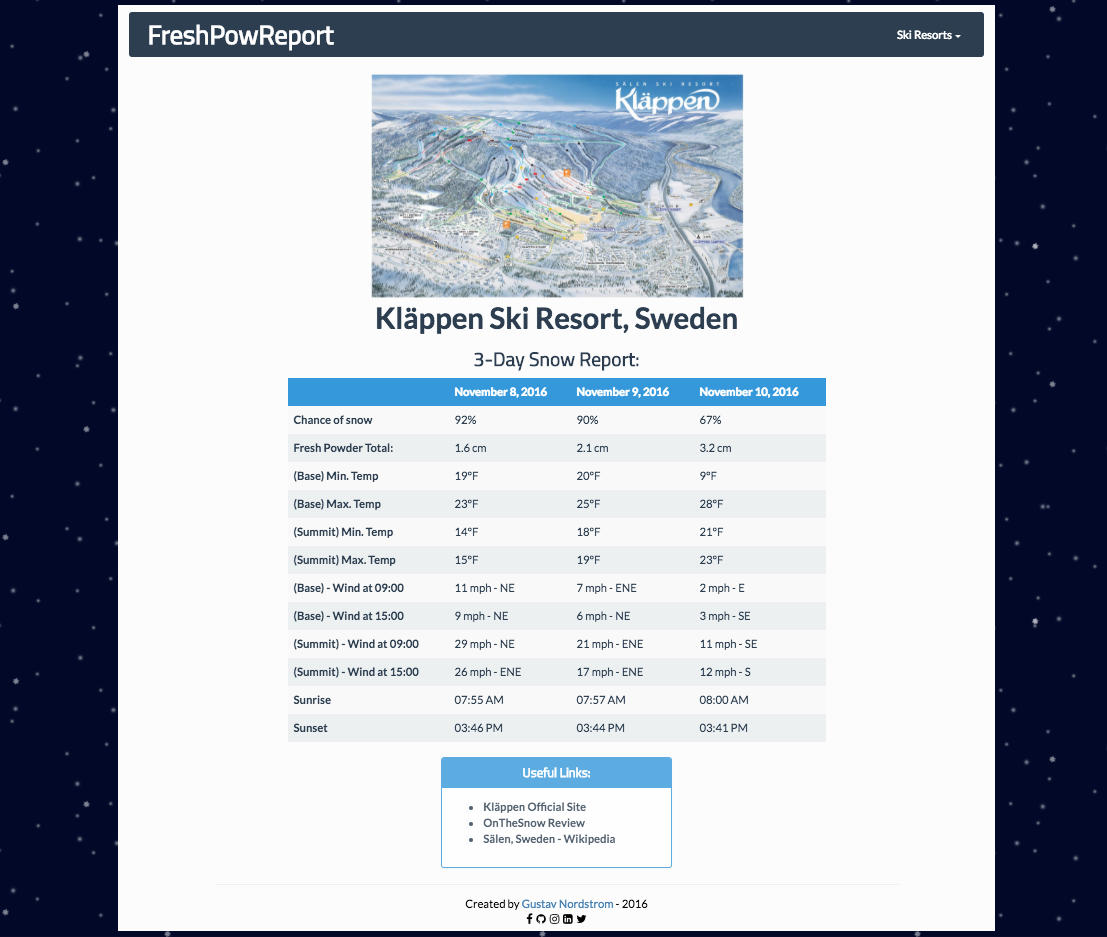 FreshPowReport
Ski Resorts
SÄLEN SKI RESORT
Kläppen
Kläppen Ski Resort, Sweden
3-Day Snow Report:
November 8, 2016 November 9, 2016 November 10, 2016
Chance of snow 92% 90% 67%
Fresh Powder Total: 1.6 cm 2.1 cm 3.2 cm
(Base) Min. Temp 19°F 20°F 9°F
(Base) Max. Temp 23°F 25°F 28°F
(Summit) Min. Temp 14°F 18°F 21°F
(Summit) Max. Temp 15°F 19°F 23°F
(Base) - Wind at 09:00 11 mph - NE 7 mph - ENE 2 mph - E
(Base) - Wind at 15:00 9 mph - NE 6 mph - NE 3 mph - SE
(Summit) - Wind at 09:00 29 mph - NE 21 mph - ENE 11 mph - SE
(Summit) - Wind at 15:00 26 mph - ENE 17 mph - ENE 12 mph - S
Sunrise 07:55 AM 07:57 AM 08:00 AM
Sunset 03:46 PM 03:44 PM 03:41 PM
Useful Links:
• Kläppen Official Site
• OnTheSnow Review
• Sälen, Sweden - Wikipedia
Created by Gustav Nordstrom - 2016